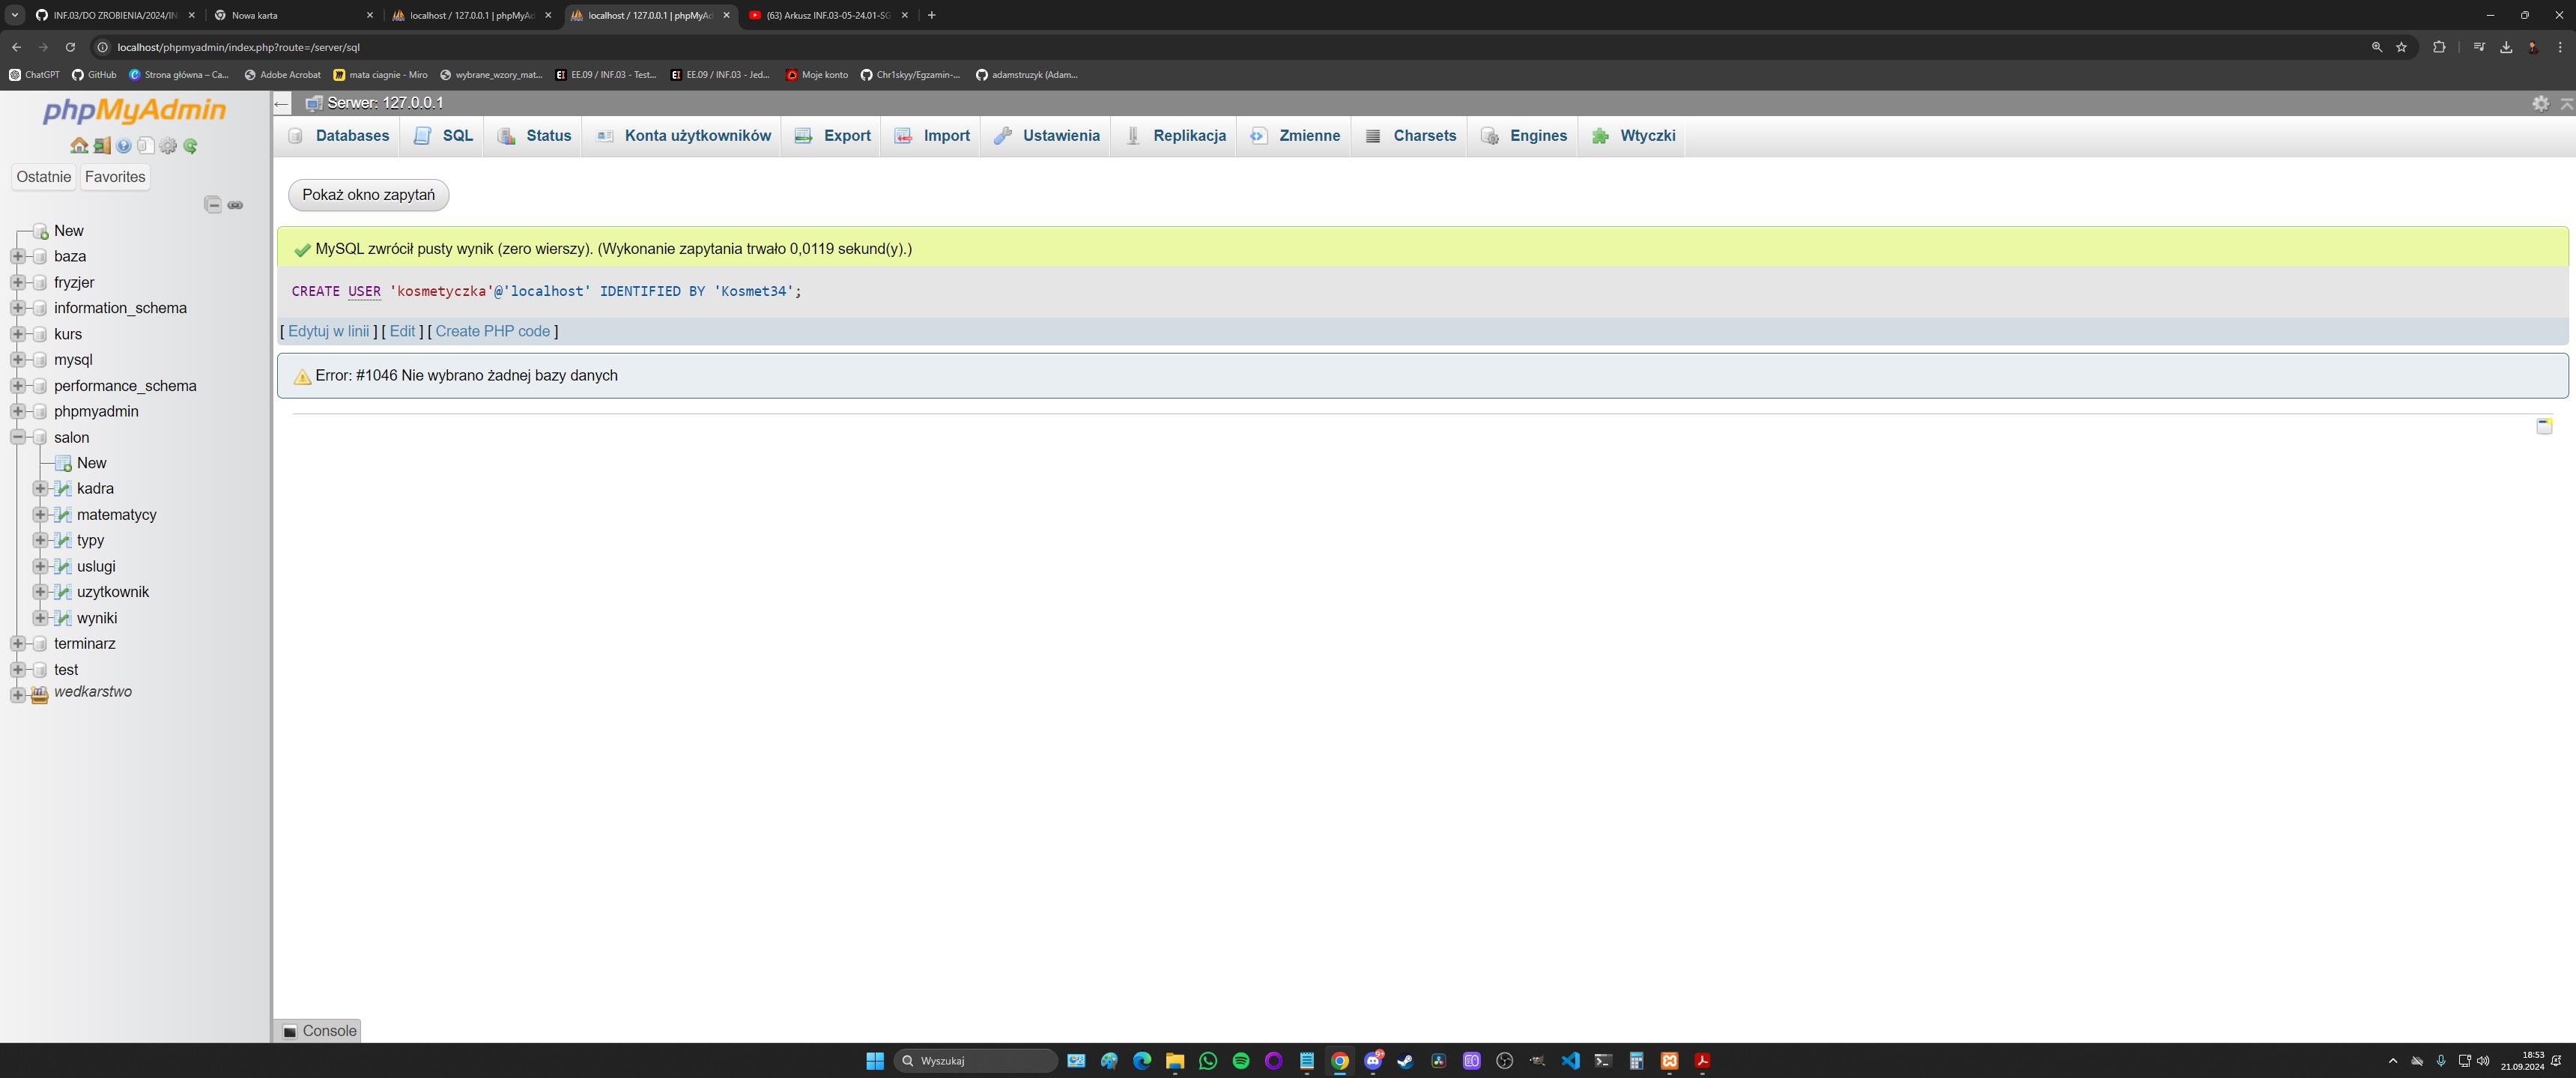 INF.03/DO ZROBIENIA/2024/IN
Nowa karta
localhost / 127.0.0.1 | phpMyAd
localhost / 127.0.0.1 | phpMyAd
(63) Arkusz INF.03-05-24.01-SG
localhost/phpmyadmin/index.php?route=/server/sql
ChatGPT
GitHub
Strona główna – Ca...
Adobe Acrobat
mata ciagnie - Miro
wybrane_wzory_mat...
EE.09 / INF.03 - Test...
EE.09 / INF.03 - Jed...
Moje konto
Chr1skyy/Egzamin-...
adamstruzyk (Adam...
phpMyAdmin
Ostatnie
Favorites
New
baza
fryzjer
information_schema
kurs
mysql
performance_schema
phpmyadmin
salon
New
kadra
matematycy
typy
uslugi
uzytkownik
wyniki
terminarz
test
wedkarstwo
Serwer: 127.0.0.1
Databases
SQL
Status
Konta użytkowników
Export
Import
Ustawienia
Replikacja
Zmienne
Charsets
Engines
Wtyczki
Pokaż okno zapytań
MySQL zwrócił pusty wynik (zero wierszy). (Wykonanie zapytania trwało 0,0119 sekund(y).)
CREATE USER 'kosmetyczka'@'localhost' IDENTIFIED BY 'Kosmet34';
[ Edytuj w linii ] [ Edit ] [ Create PHP code ]
Error: #1046 Nie wybrano żadnej bazy danych
Console
Wyszukaj
9+
18:53
21.09.2024